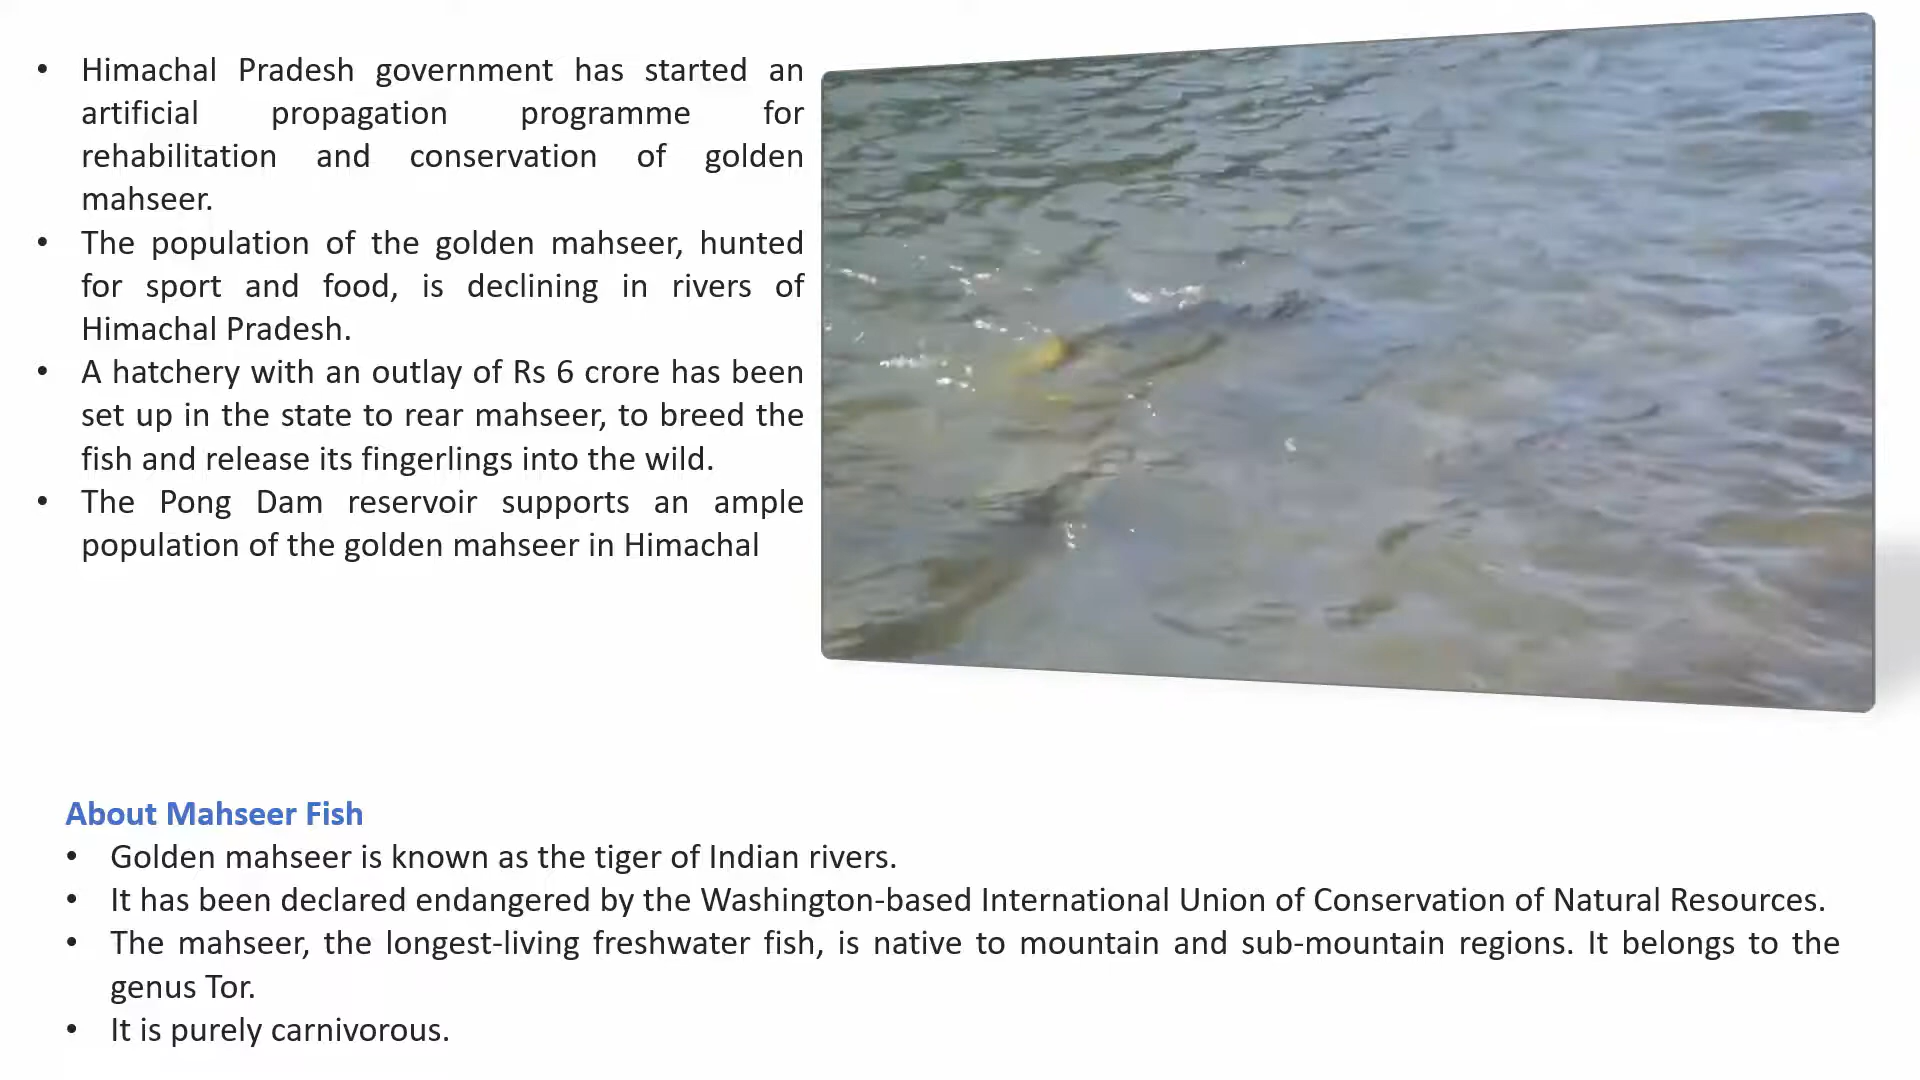 • Himachal Pradesh government has started an
artificial propagation programme for
rehabilitation and conservation of golden
mahseer.
• The population of the golden mahseer, hunted
for sport and food, is declining in rivers of
Himachal Pradesh.
• A hatchery with an outlay of Rs 6 crore has been
set up in the state to rear mahseer, to breed the
fish and release its fingerlings into the wild.
• The Pong Dam reservoir supports an ample
population of the golden mahseer in Himachal
About Mahseer Fish
• Golden mahseer is known as the tiger of Indian rivers.
• It has been declared endangered by the Washington-based International Union of Conservation of Natural Resources.
• The mahseer, the longest-living freshwater fish, is native to mountain and sub-mountain regions. It belongs to the
genus Tor.
• It is purely carnivorous.